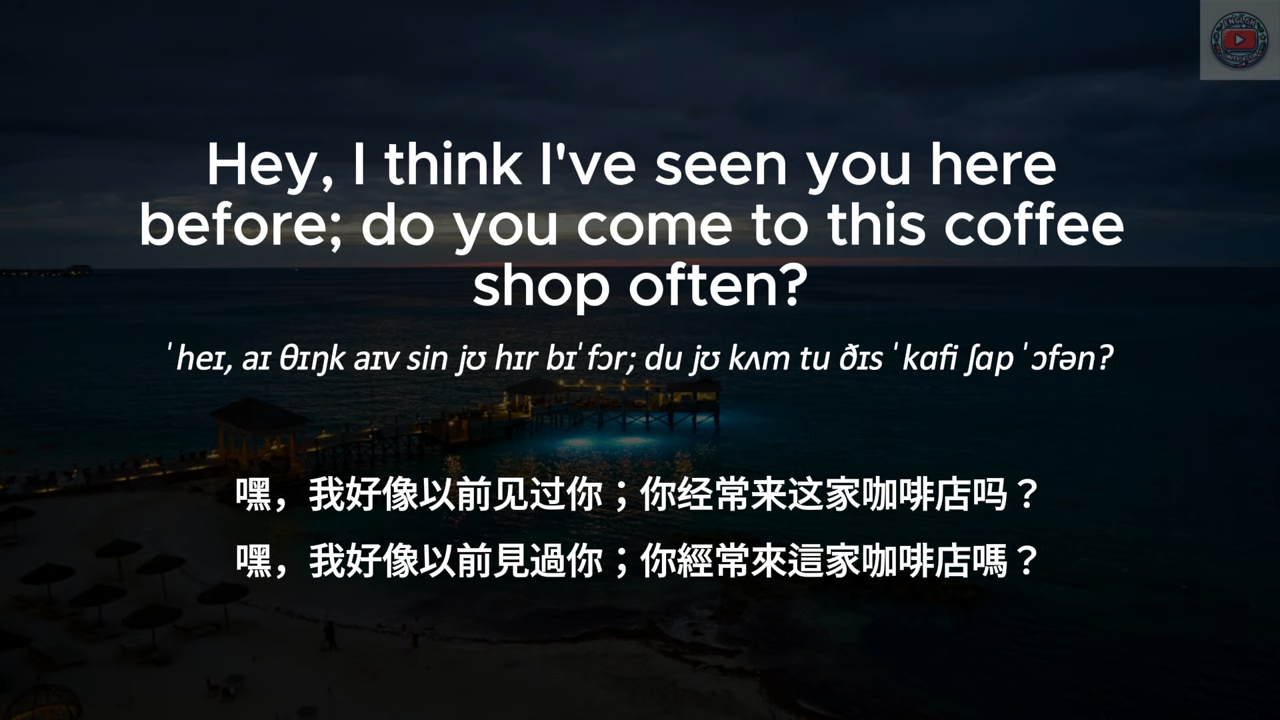 Hey, I think I've seen you here
before; do you come to this coffee
shop often?
ˈheɪ, aɪ θɪŋk aɪv sin jʊ hɪr bɪˈfɔr; du jʊ kʌm tu ðɪs ˈkɑfi ʃɑp ˈɔfən?
嘿，我好像以前见过你；你经常来这家咖啡店吗？
嘿，我好像以前見過你；你經常來這家咖啡店嗎？